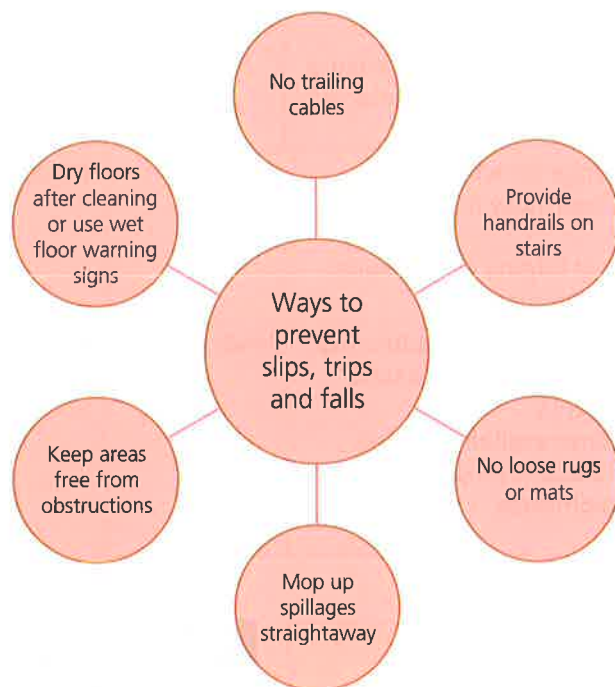 Ways to
prevent
slips, trips
and falls
No trailing
cables
Provide
handrails on
stairs
No loose rugs
or mats
Mop up
spillages
straightaway
Keep areas
free from
obstructions
Dry floors
after cleaning
or use wet
floor warning
signs